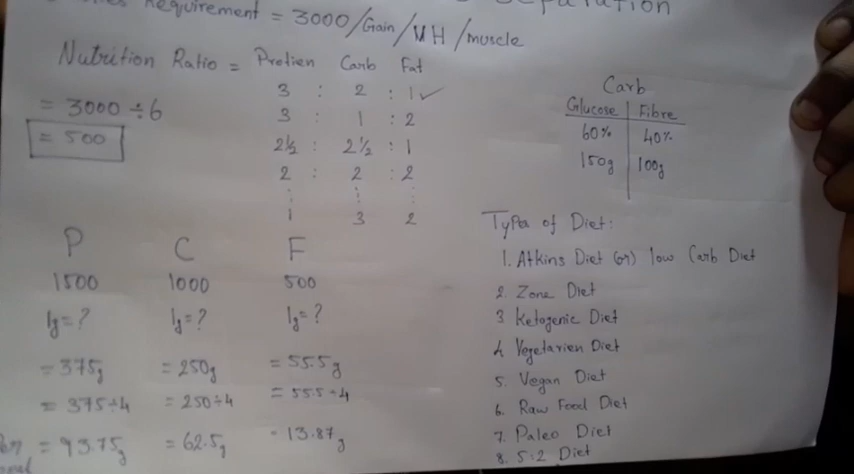 Requirement = 3000/Gain/MH/muscle
Nutrition Ratio = Protien Carb Fat
3 : 2 : 1 ✓
= 3000 ÷ 6
3 : 1 : 2
= 500
2½ : 2½ : 1
2 : 2 : 2
⋮ ⋮ ⋮
1 3 2
P C F
1500 1000 500
1g = ? 1g = ? 1g = ?
= 375g = 250g = 55.5g
= 375÷4 = 250÷4 = 55.5÷4
= 93.75g = 62.5g - 13.87g
Carb
Glucose Fibre
60% 40%
150g 100g
Types of Diet:
1. Atkins Diet (or) low Carb Diet
2. Zone Diet
3 Ketogenic Diet
4 Vegetarien Diet
5. Vegan Diet
6. Raw Food Diet
7. Paleo Diet
8. 5:2 Diet